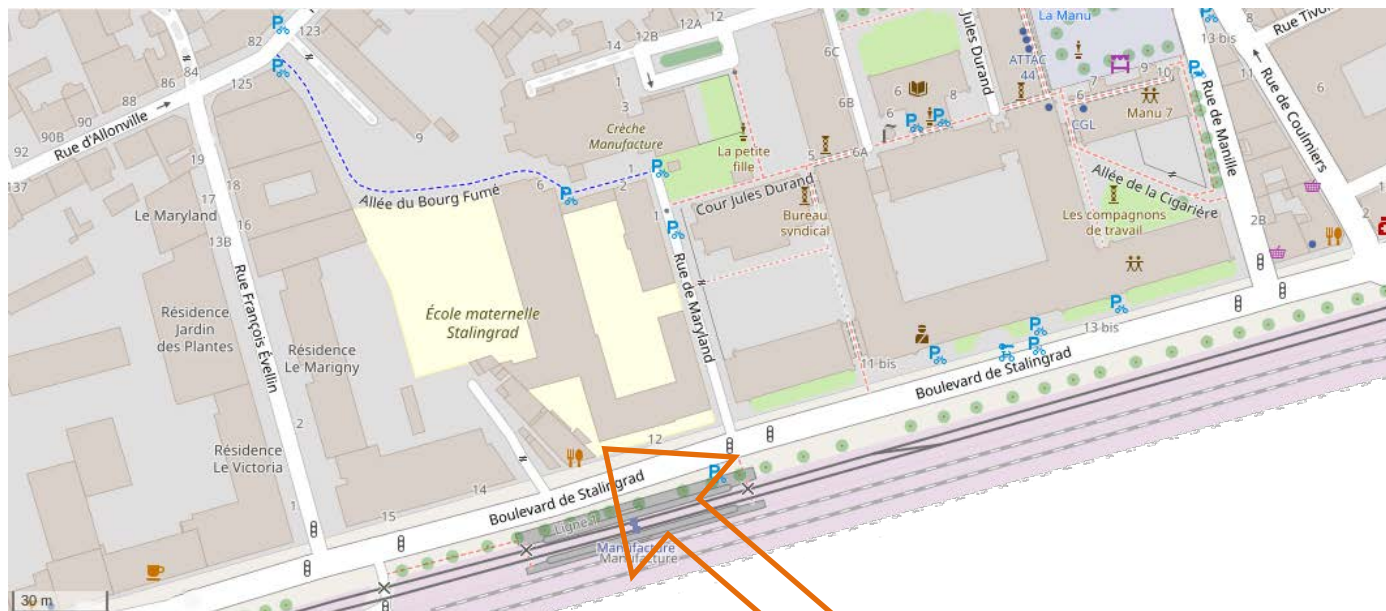 82
123
84
86
88
90
90B
92
137
125
Rue d'Allonville
19
17
16
18
Le Maryland
13B
9
14
12B
12A
12
1
3
Crèche
Manufacture
6
2
1
1
Allée du Bourg Fumé
La petite
fille
Cour Jules Durand
5
6A
6B
6C
6
6
8
Bureau
syndical
Jules Durand
La Manu
ATTAC
44
CGL
6
7
9
10
Manu 7
Allée de la Cigarière
Les compagnons
de travail
Rue de Manille
13 bis
11
Rue Tivo
Rue de Coulmiers
6
2
2B
École maternelle
Stalingrad
Rue de Maryland
Rue François Évellin
Résidence
Jardin
des Plantes
Résidence
Le Marigny
2
Résidence
Le Victoria
1
15
14
12
11 bis
13 bis
Boulevard de Stalingrad
Boulevard de Stalingrad
Ligne 1
Manufacture
Manufacture
30 m